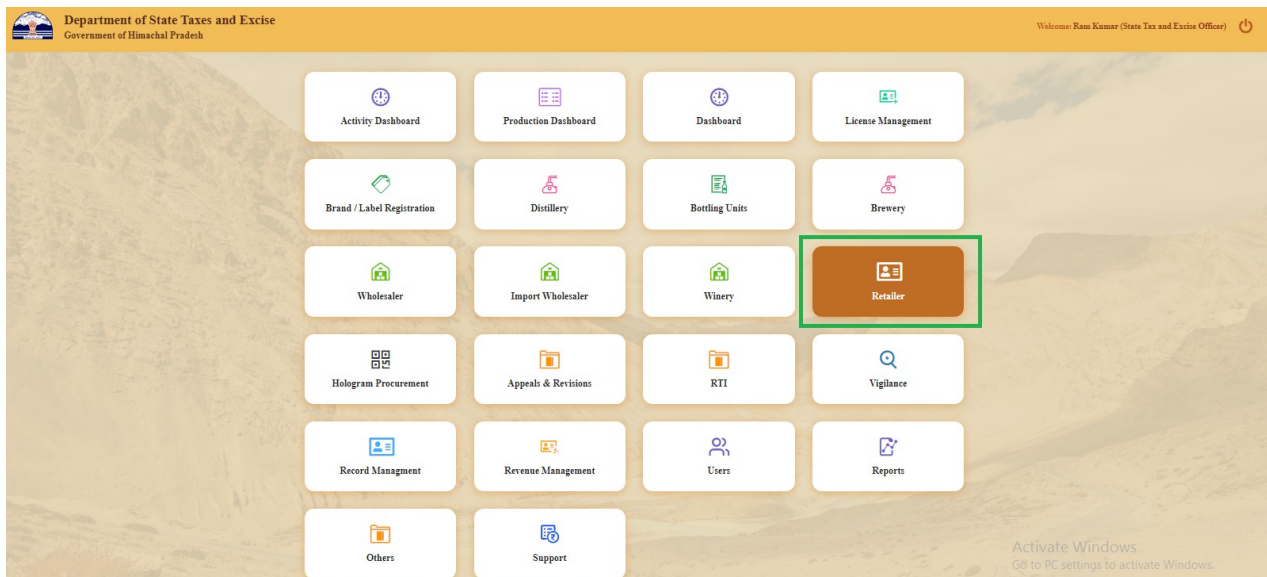 Department of State Taxes and Excise
Government of Himachal Pradesh
Welcome: Ram Kumar (State Tax and Excise Officer)
Activity Dashboard
Production Dashboard
Dashboard
License Management
Brand / Label Registration
Distillery
Bottling Units
Brewery
Wholesaler
Import Wholesaler
Winery
Retailer
Hologram Procurement
Appeals & Revisions
RTI
Vigilance
Record Managment
Revenue Management
Users
Reports
Others
Support
Activate Windows
Go to PC settings to activate Windows.